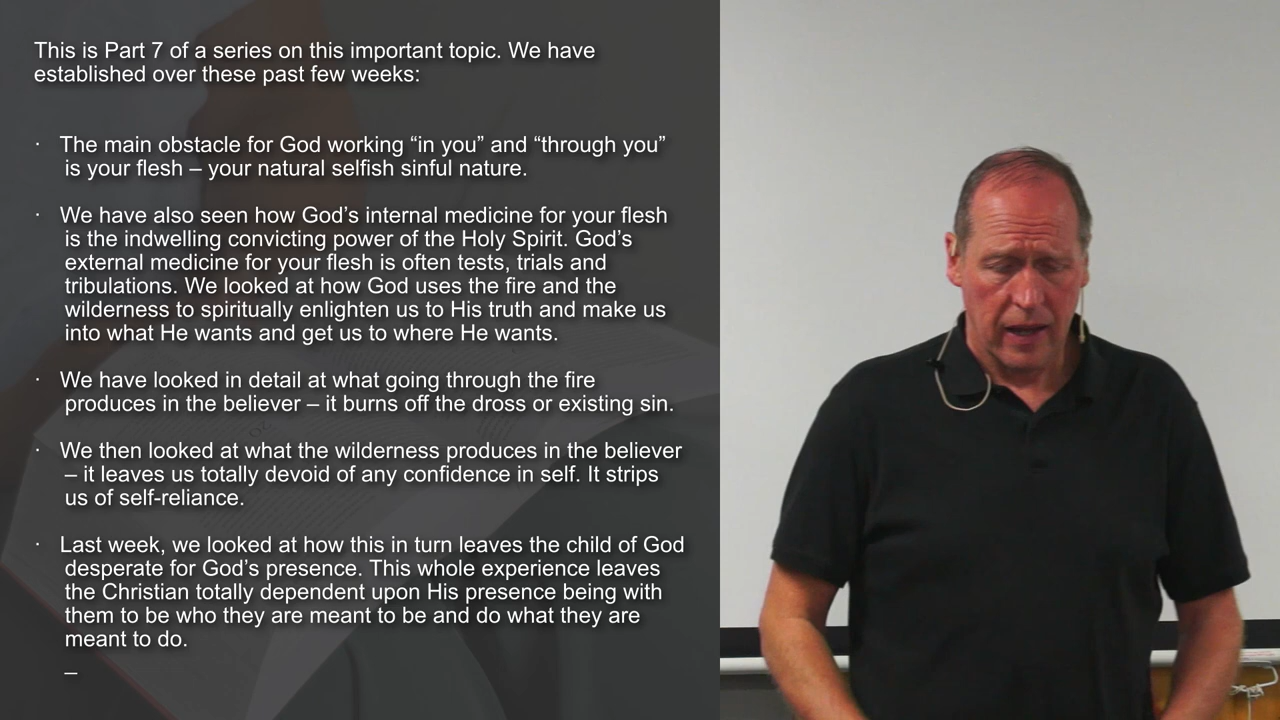 This is Part 7 of a series on this important topic. We have
established over these past few weeks:
· The main obstacle for God working “in you” and “through you”
is your flesh – your natural selfish sinful nature.
· We have also seen how God’s internal medicine for your flesh
is the indwelling convicting power of the Holy Spirit. God’s
external medicine for your flesh is often tests, trials and
tribulations. We looked at how God uses the fire and the
wilderness to spiritually enlighten us to His truth and make us
into what He wants and get us to where He wants.
· We have looked in detail at what going through the fire
produces in the believer – it burns off the dross or existing sin.
· We then looked at what the wilderness produces in the believer
– it leaves us totally devoid of any confidence in self. It strips
us of self-reliance.
· Last week, we looked at how this in turn leaves the child of God
desperate for God’s presence. This whole experience leaves
the Christian totally dependent upon His presence being with
them to be who they are meant to be and do what they are
meant to do.
–